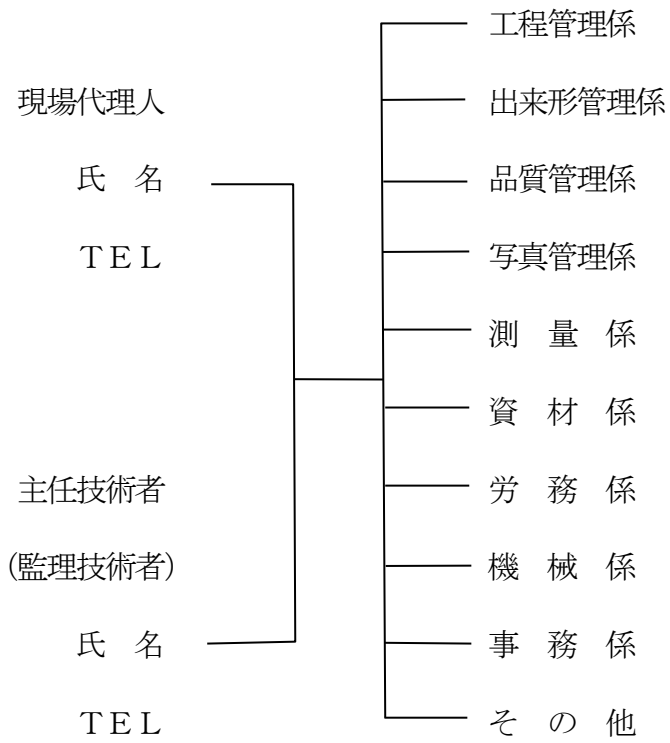 現場代理人
氏 名
TEL
主任技術者
(監理技術者)
氏 名
TEL
工程管理係
出来形管理係
品質管理係
写真管理係
測 量 係
資 材 係
労 務 係
機 械 係
事 務 係
そ の 他